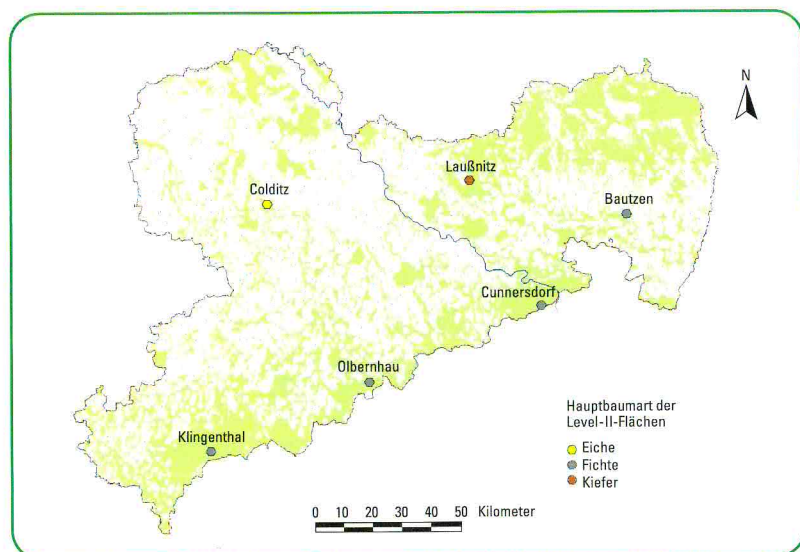 N
Laußnitz
Colditz
Bautzen
Cunnersdorf
Olbernhau
Klingenthal
Hauptbaumart der
Level-II-Flächen
Eiche
Fichte
Kiefer
0 10 20 30 40 50 Kilometer